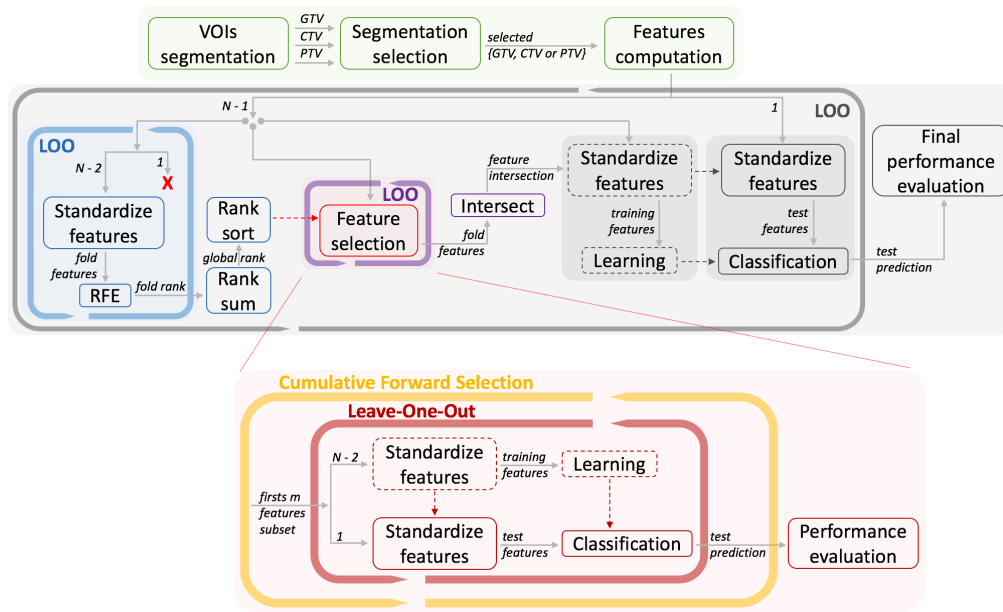 VOIs
segmentation
GTV
CTV
PTV
Segmentation
selection
selected
{GTV, CTV or PTV}
Features
computation
N - 1
1
LOO
LOO
N - 2
1
X
Standardize
features
fold
features
RFE
fold rank
Rank
sort
global rank
Rank
sum
LOO
Feature
selection
fold
features
Intersect
feature
intersection
Standardize
features
training
features
Learning
Standardize
features
test
features
Classification
test
prediction
Final
performance
evaluation
Cumulative Forward Selection
Leave-One-Out
firsts m
features
subset
N - 2
Standardize
features
training
features
Learning
1
Standardize
features
test
features
Classification
test
prediction
Performance
evaluation